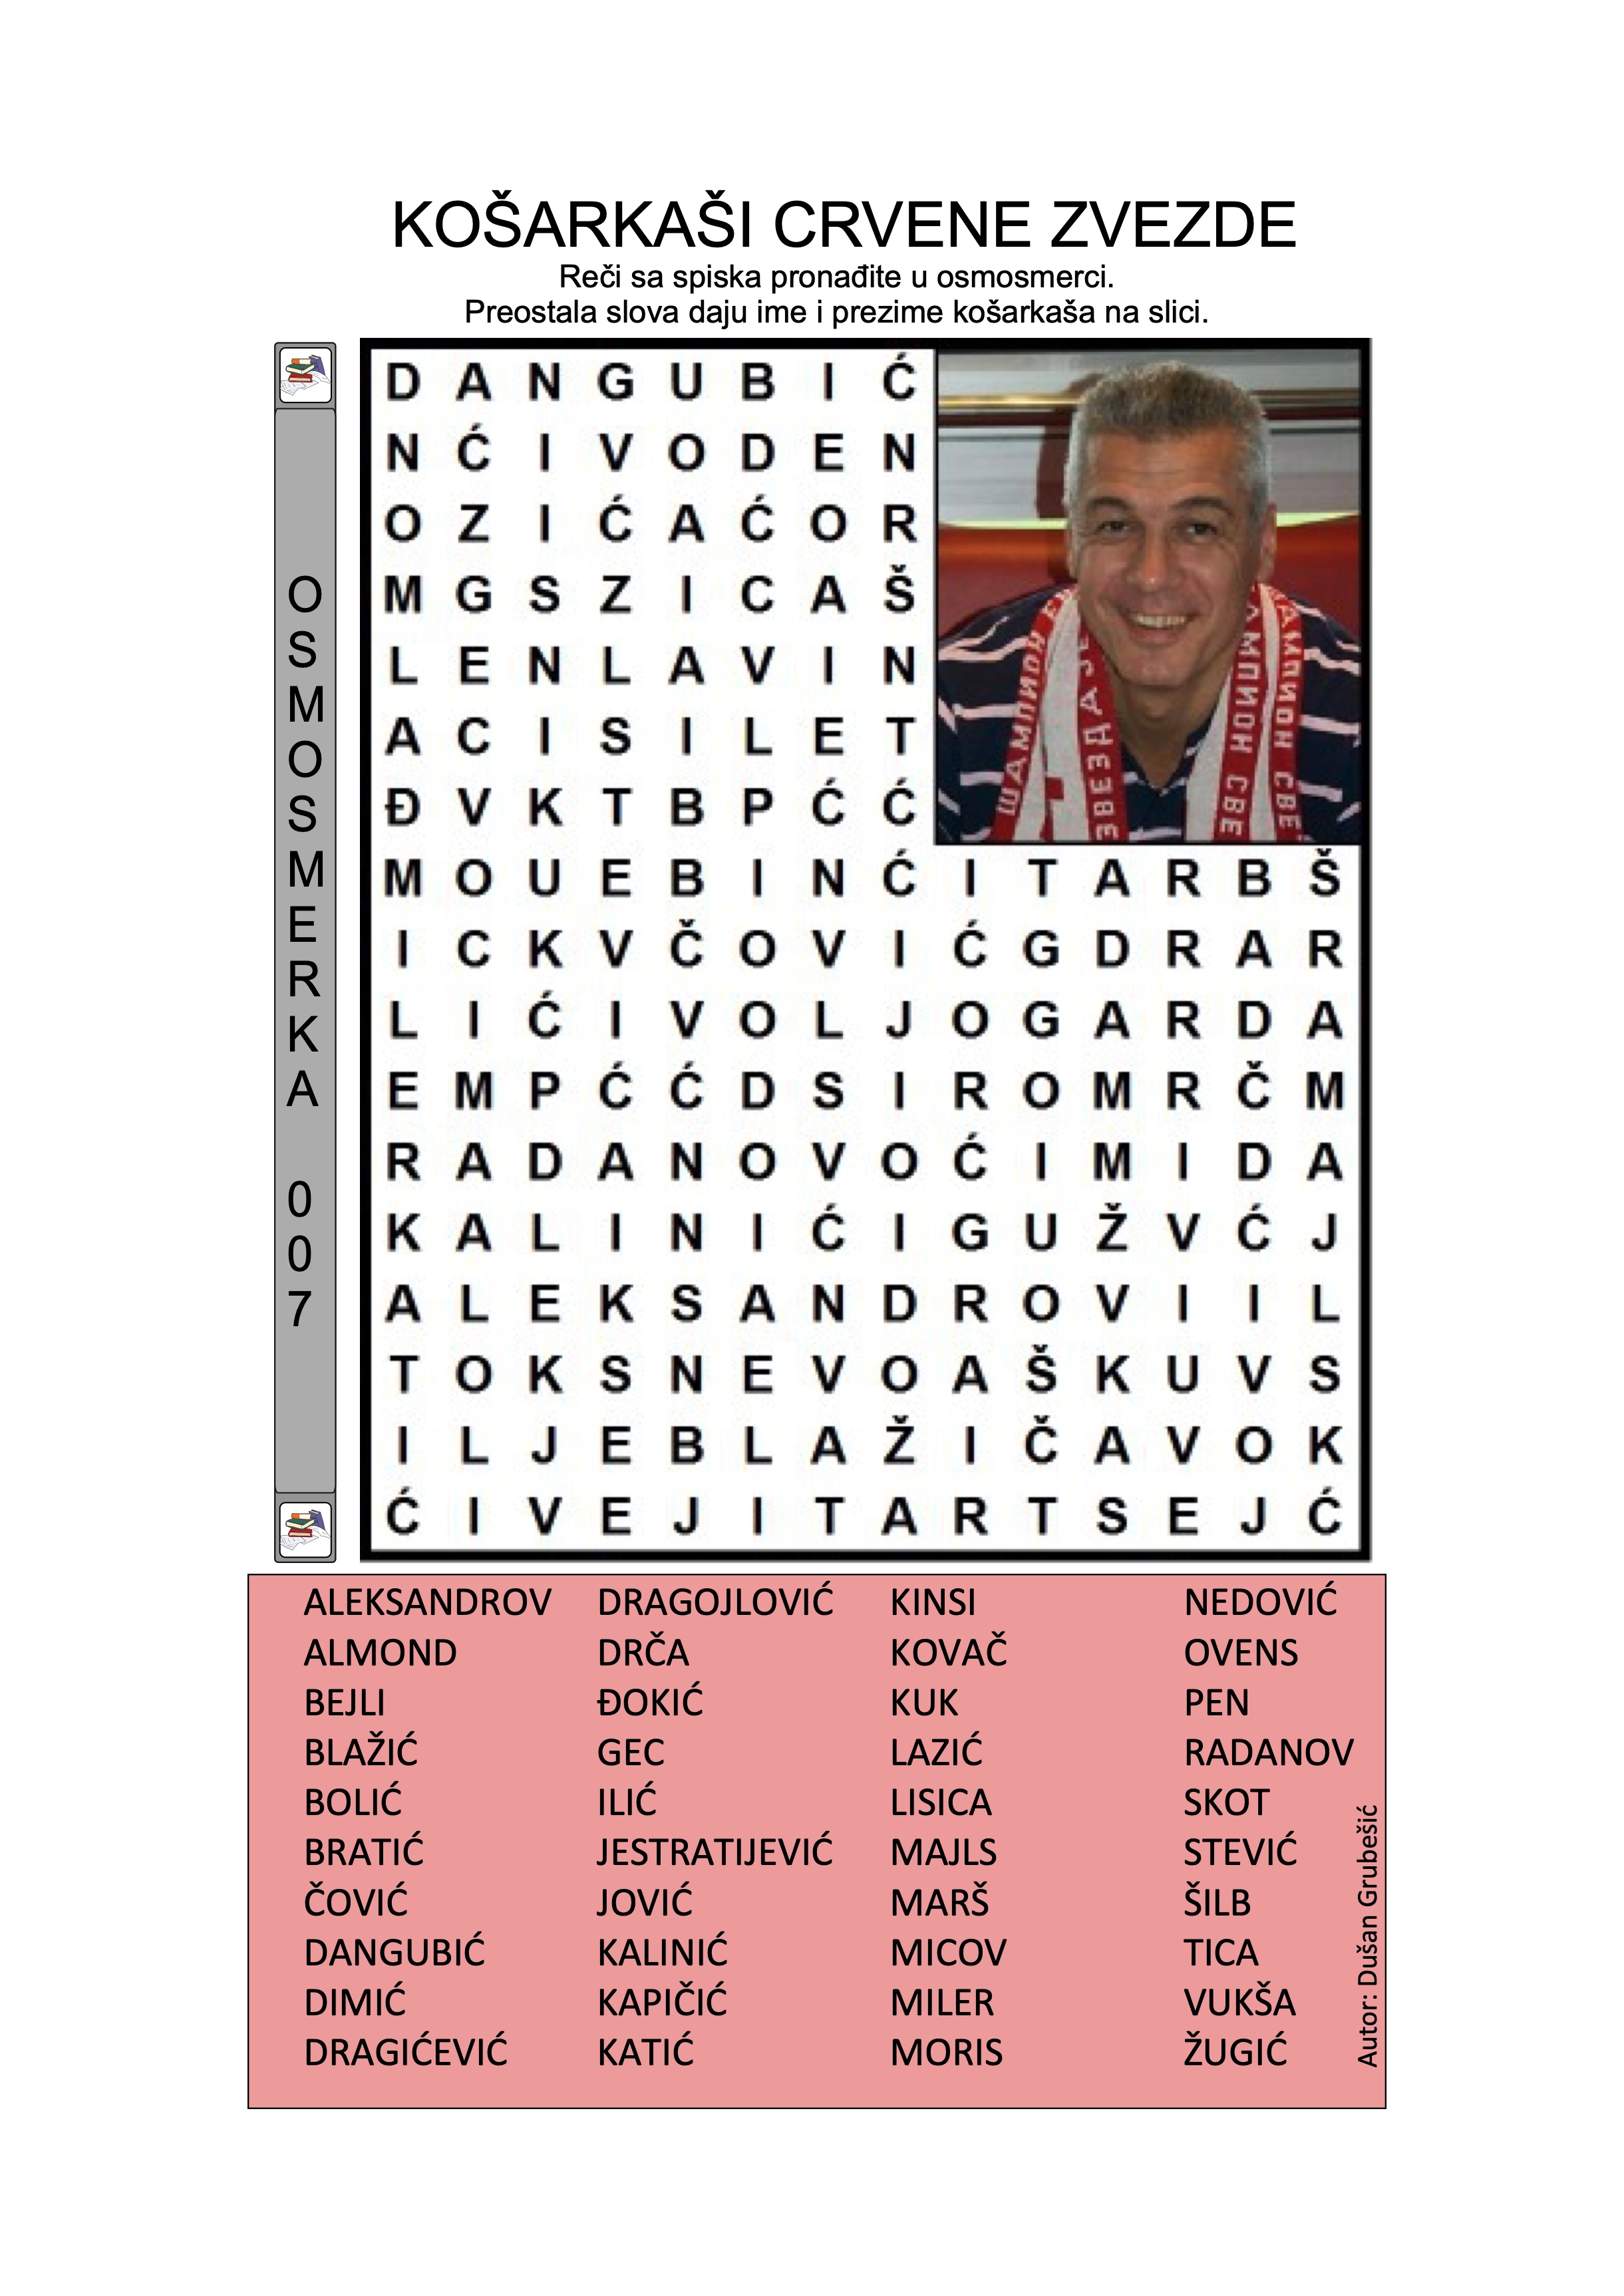 KOŠARKAŠI CRVENE ZVEZDE
Reči sa spiska pronađite u osmosmerci.
Preostala slova daju ime i prezime košarkaša na slici.
OSMOSMERKA 007
D A N G U B I Ć
N Ć I V O D E N
O Z I Ć A Ć O R
M G S Z I C A Š
L E N L A V I N
A C I S I L E T
Đ V K T B P Ć Ć
M O U E B I N Ć I T A R B Š
I C K V Č O V I Ć G D R A R
L I Ć I V O L J O G A R D A
E M P Ć Ć D S I R O M R Č M
R A D A N O V O Ć I M I D A
K A L I N I Ć I G U Ž V Ć J
A L E K S A N D R O V I I L
T O K S N E V O A Š K U V S
I L J E B L A Ž I Č A V O K
Ć I V E J I T A R T S E J Ć
ALEKSANDROV DRAGOJLOVIĆ KINSI NEDOVIĆ
ALMOND DRČA KOVAČ OVENS
BEJLI ĐOKIĆ KUK PEN
BLAŽIĆ GEC LAZIĆ RADANOV
BOLIĆ ILIĆ LISICA SKOT
BRATIĆ JESTRATIJEVIĆ MAJLS STEVIĆ
ČOVIĆ JOVIĆ MARŠ ŠILB
DANGUBIĆ KALINIĆ MICOV TICA
DIMIĆ KAPIČIĆ MILER VUKŠA
DRAGIĆEVIĆ KATIĆ MORIS ŽUGIĆ
Autor: Dušan Grubešić